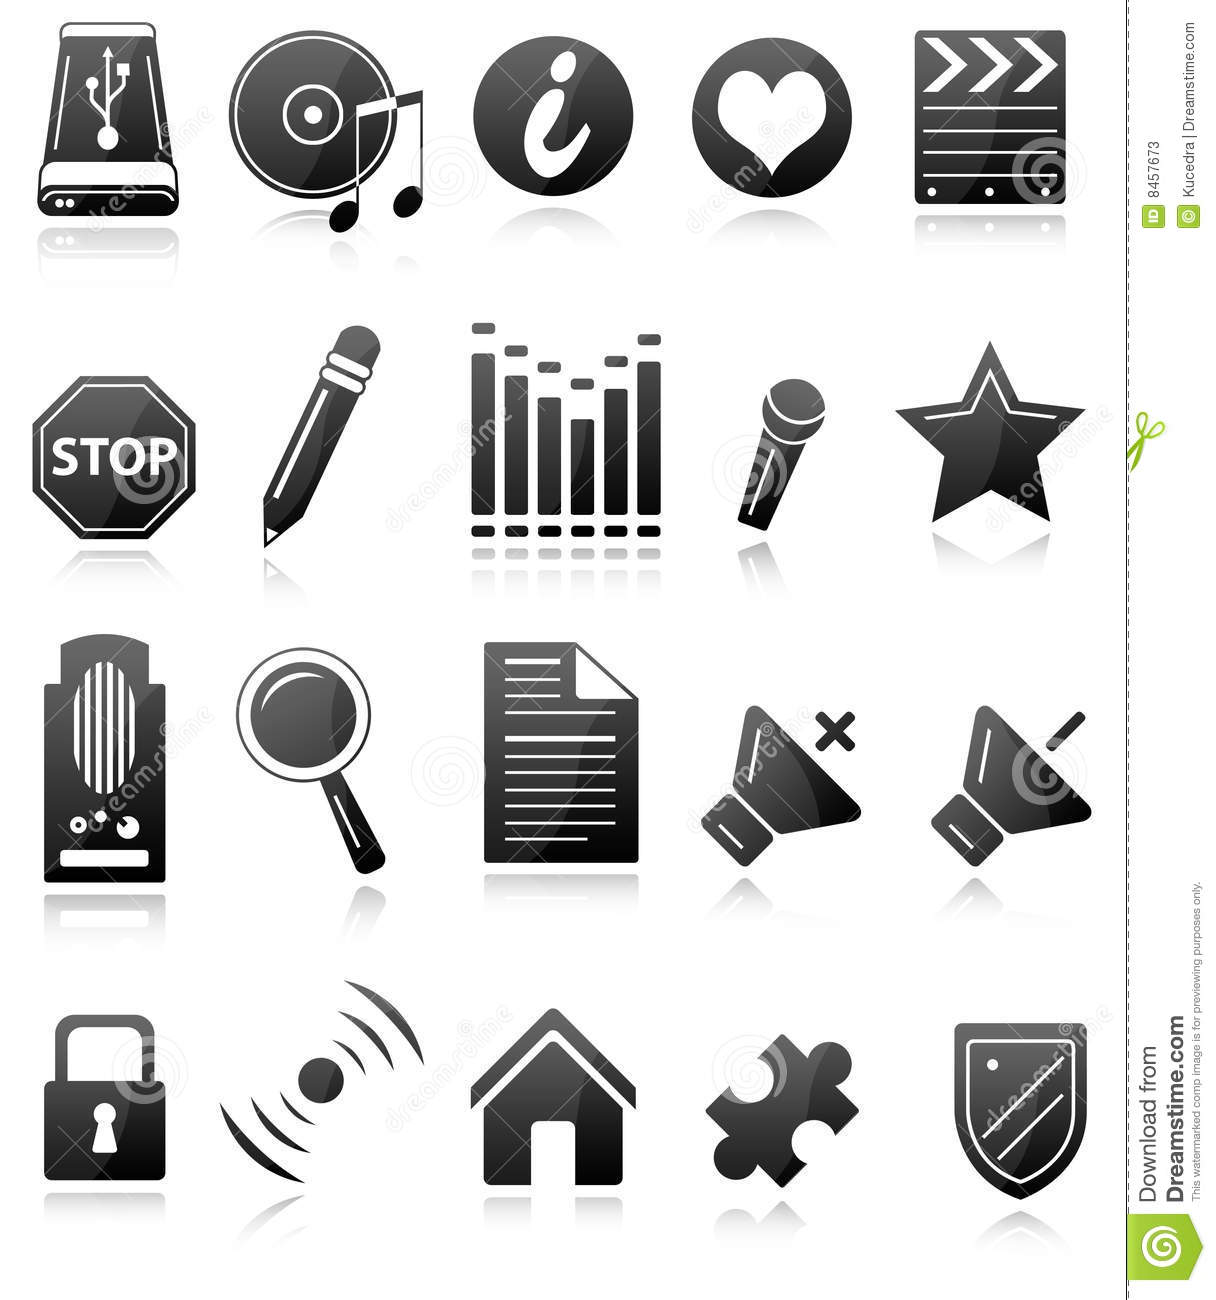 i
STOP
ID 8457673
© Kucedra | Dreamstime.com
Download from
Dreamstime.com
This watermarked comp image is for previewing purposes only.
dreamstime